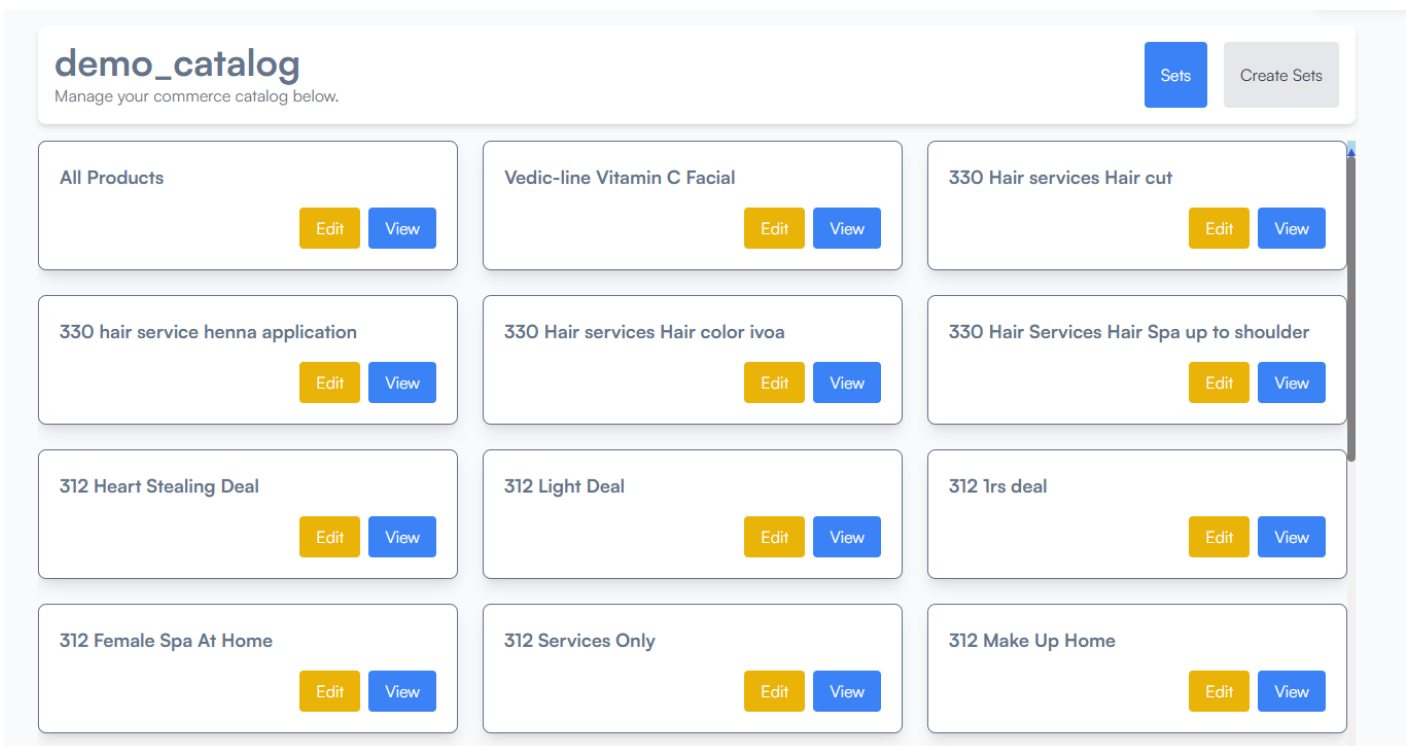 demo_catalog
Manage your commerce catalog below.
Sets
Create Sets
All Products
Edit
View
Vedic-line Vitamin C Facial
Edit
View
330 Hair services Hair cut
Edit
View
330 hair service henna application
Edit
View
330 Hair services Hair color ivoa
Edit
View
330 Hair Services Hair Spa up to shoulder
Edit
View
312 Heart Stealing Deal
Edit
View
312 Light Deal
Edit
View
312 1rs deal
Edit
View
312 Female Spa At Home
Edit
View
312 Services Only
Edit
View
312 Make Up Home
Edit
View